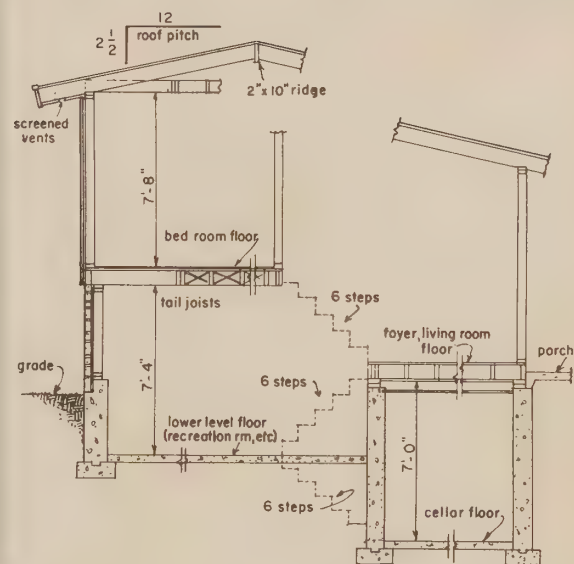 12
2 1/2
roof pitch
2"x 10" ridge
screened
vents
7'-8"
bed room floor
tail joists
6 steps
foyer, living room
floor
porch
grade
7'-4"
6 steps
lower level floor
(recreation rm, etc)
7'-0"
6 steps
cellar floor